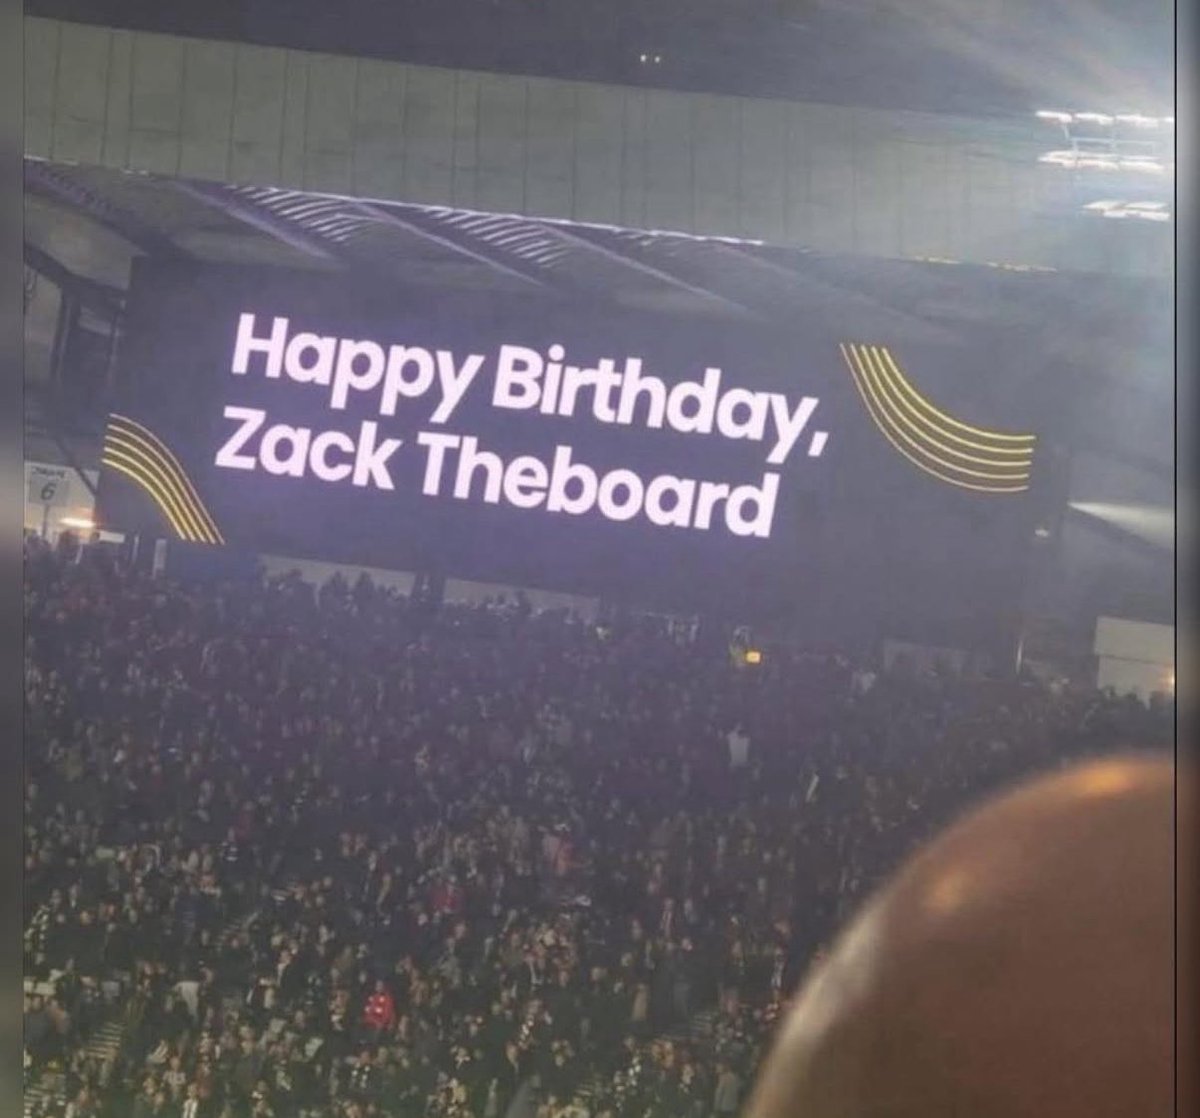 Happy Birthday,
Zack Theboard
6